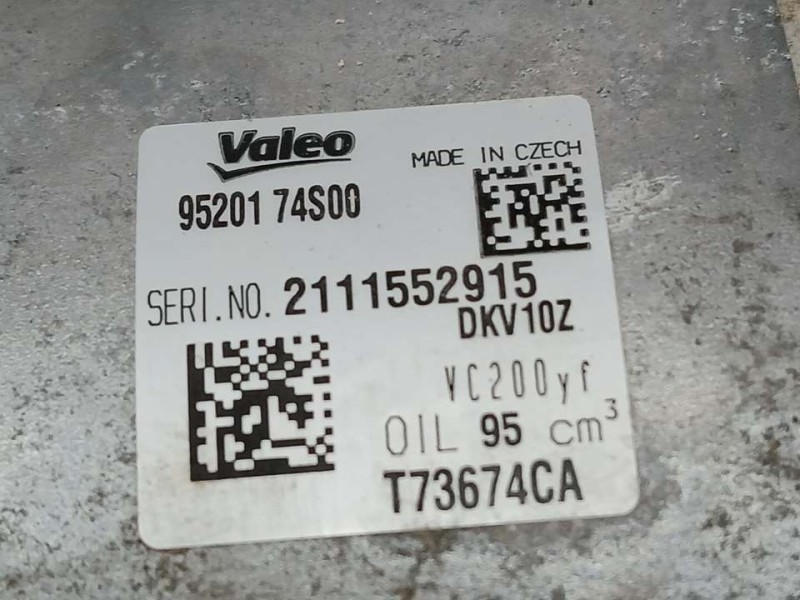 Valeo
MADE IN CZECH
95201 74S00
SERI.NO. 2111552915
DKV10Z
VC200yf
OIL 95 cm³
T73674CA